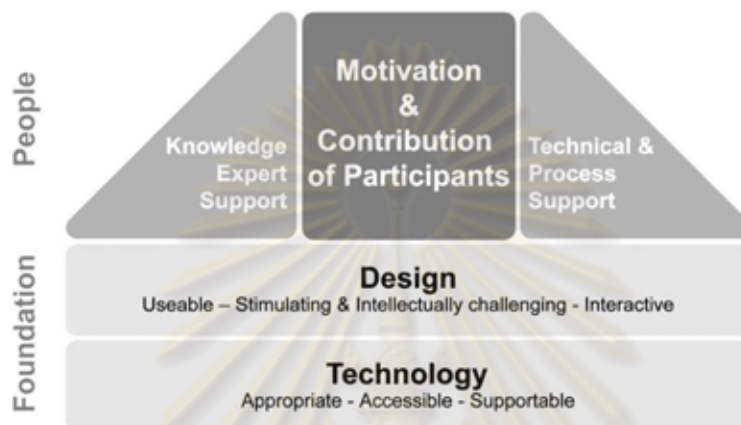 People
Knowledge
Expert
Support
Motivation
&
Contribution
of Participants
Technical &
Process
Support
Foundation
Design
Useable – Stimulating & Intellectually challenging - Interactive
Technology
Appropriate - Accessible - Supportable